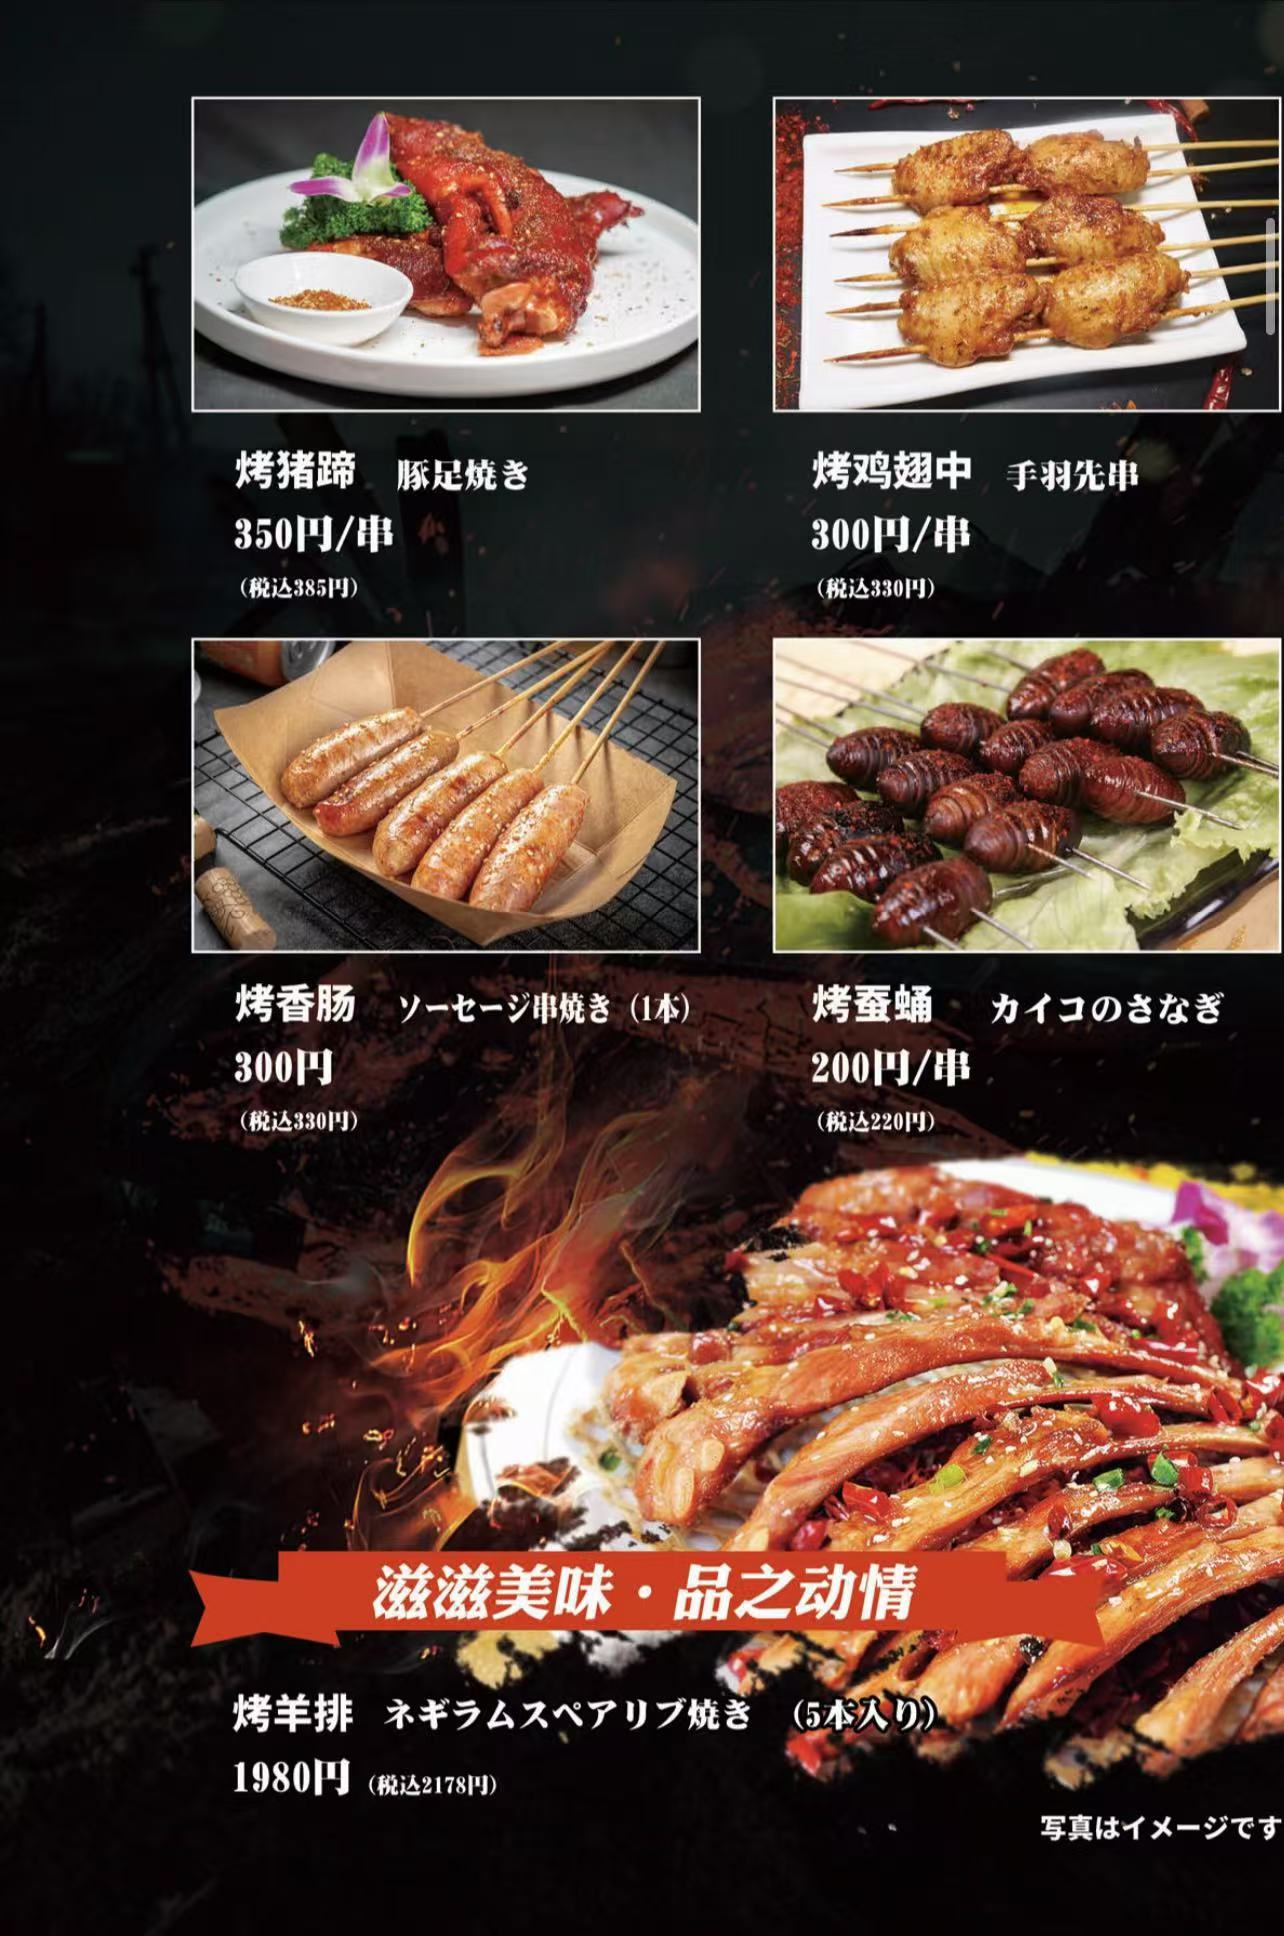 烤猪蹄 豚足焼き
350円/串
(税込385円)
烤鸡翅中 手羽先串
300円/串
(税込330円)
烤香肠 ソーセージ串焼き（1本）
300円
(税込330円)
烤蚕蛹 カイコのさなぎ
200円/串
(税込220円)
滋滋美味・品之动情
烤羊排 ネギラムスペアリブ焼き （5本入り）
1980円 (税込2178円)
写真はイメージです